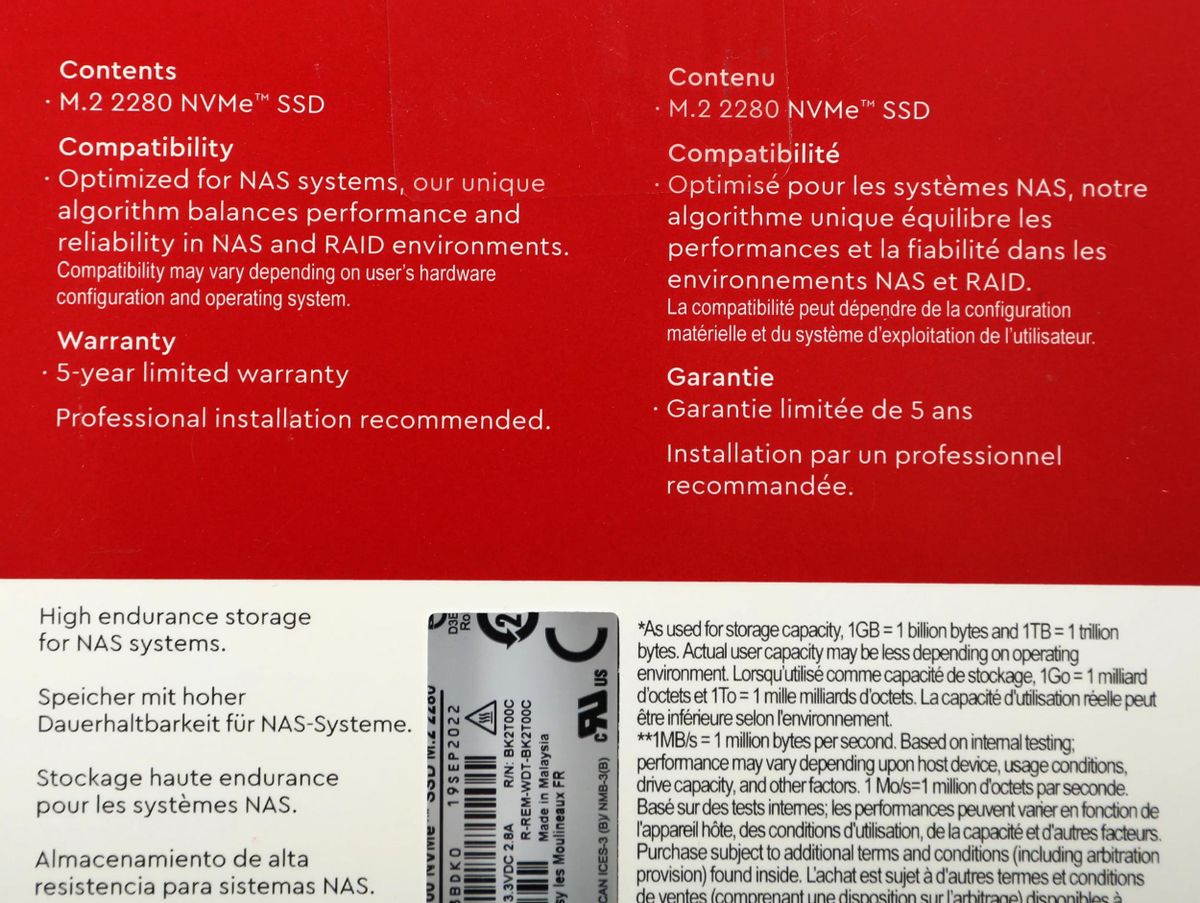 Contents
· M.2 2280 NVMe™ SSD
Compatibility
· Optimized for NAS systems, our unique
algorithm balances performance and
reliability in NAS and RAID environments.
Compatibility may vary depending on user's hardware
configuration and operating system.
Warranty
· 5-year limited warranty
Professional installation recommended.
Contenu
· M.2 2280 NVMe™ SSD
Compatibilité
· Optimisé pour les systèmes NAS, notre
algorithme unique équilibre les
performances et la fiabilité dans les
environnements NAS et RAID.
La compatibilité peut dépendre de la configuration
matérielle et du système d'exploitation de l'utilisateur.
Garantie
· Garantie limitée de 5 ans
Installation par un professionnel
recommandée.
High endurance storage
for NAS systems.
Speicher mit hoher
Dauerhaltbarkeit für NAS-Systeme.
Stockage haute endurance
pour les systèmes NAS.
Almacenamiento de alta
resistencia para sistemas NAS.
NVMe™ SSD M.2 2280
19SEP2022
3.3VDC 2.8A
R/N: BK2T00C
R-REM-WDT-BK2T00C
Made in Malaysia
les Moulineaux FR
CAN ICES-3 (B)/ NMB-3(B)
c US
*As used for storage capacity, 1GB = 1 billion bytes and 1TB = 1 trillion
bytes. Actual user capacity may be less depending on operating
environment. Lorsqu'utilisé comme capacité de stockage, 1Go = 1 milliard
d'octets et 1To = 1 mille milliards d'octets. La capacité d'utilisation réelle peut
être inférieure selon l'environnement.
**1MB/s = 1 million bytes per second. Based on internal testing;
performance may vary depending upon host device, usage conditions,
drive capacity, and other factors. 1 Mo/s=1 million d'octets par seconde.
Basé sur des tests internes; les performances peuvent varier en fonction de
l'appareil hôte, des conditions d'utilisation, de la capacité et d'autres facteurs.
Purchase subject to additional terms and conditions (including arbitration
provision) found inside. L'achat est sujet à d'autres termes et conditions
de ventes (comprenant une disposition sur l'arbitrage) disponibles à